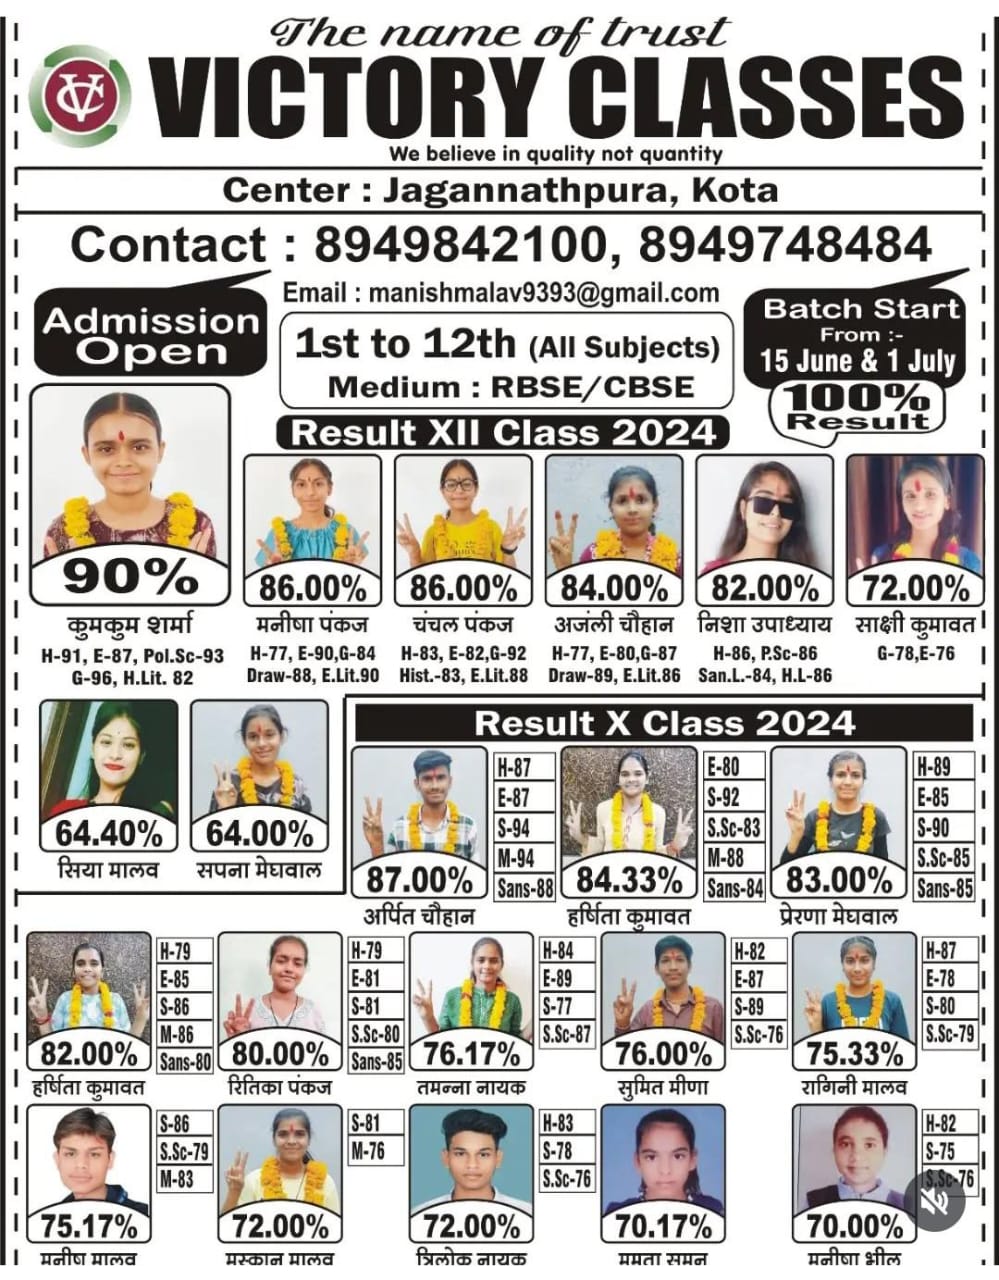 The name of trust
VC
VICTORY CLASSES
We believe in quality not quantity
Center : Jagannathpura, Kota
Contact : 8949842100, 8949748484
Email : manishmalav9393@gmail.com
Admission
Open
1st to 12th (All Subjects)
Medium : RBSE/CBSE
Batch Start
From :-
15 June & 1 July
100%
Result
Result XII Class 2024
90%
कुमकुम शर्मा
H-91, E-87, Pol.Sc-93
G-96, H.Lit. 82
86.00%
मनीषा पंकज
H-77, E-90,G-84
Draw-88, E.Lit.90
86.00%
चंचल पंकज
H-83, E-82,G-92
Hist.-83, E.Lit.88
84.00%
अजंली चौहान
H-77, E-80,G-87
Draw-89, E.Lit.86
82.00%
निशा उपाध्याय
H-86, P.Sc-86
San.L.-84, H.L-86
72.00%
साक्षी कुमावत
G-78,E-76
64.40%
सिया मालव
64.00%
सपना मेघवाल
Result X Class 2024
87.00%
अर्पित चौहान
H-87
E-87
S-94
M-94
Sans-88
84.33%
हर्षिता कुमावत
E-80
S-92
S.Sc-83
M-88
Sans-84
83.00%
प्रेरणा मेघवाल
H-89
E-85
S-90
S.Sc-85
Sans-85
82.00%
हर्षिता कुमावत
H-79
E-85
S-86
M-86
Sans-80
80.00%
रितिका पंकज
H-79
E-81
S-81
S.Sc-80
Sans-85
76.17%
तमन्ना नायक
H-84
E-89
S-77
S.Sc-87
76.00%
सुमित मीणा
H-82
E-87
S-89
S.Sc-76
75.33%
रागिनी मालव
H-87
E-78
S-80
S.Sc-79
75.17%
मनीष मालव
S-86
S.Sc-79
M-83
72.00%
मुस्कान मालव
S-81
M-76
72.00%
त्रिलोक नायक
H-83
S-78
S.Sc-76
70.17%
ममता सुमन
70.00%
मनीषा भील
H-82
S-75
S.Sc-76